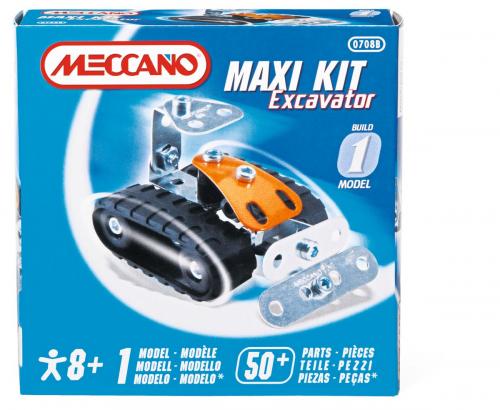 0708B
MECCANO
MAXI KIT
Excavator
BUILD
1
MODEL
MECCANO
8+
1
MODEL - MODÈLE
MODELL - MODELLO
MODELO - MODELO*
50+
PARTS - PIÈCES
TEILE - PEZZI
PIEZAS - PEÇAS*